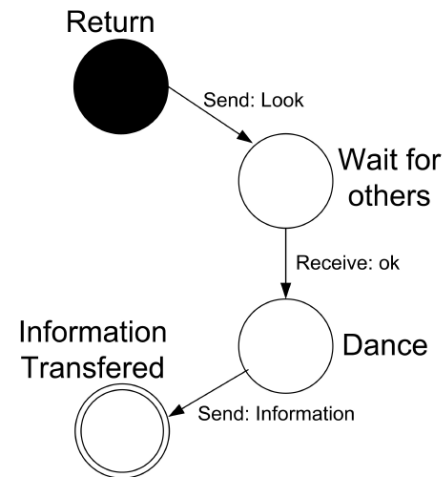 Return
Send: Look
Wait for
others
Receive: ok
Dance
Information
Transfered
Send: Information